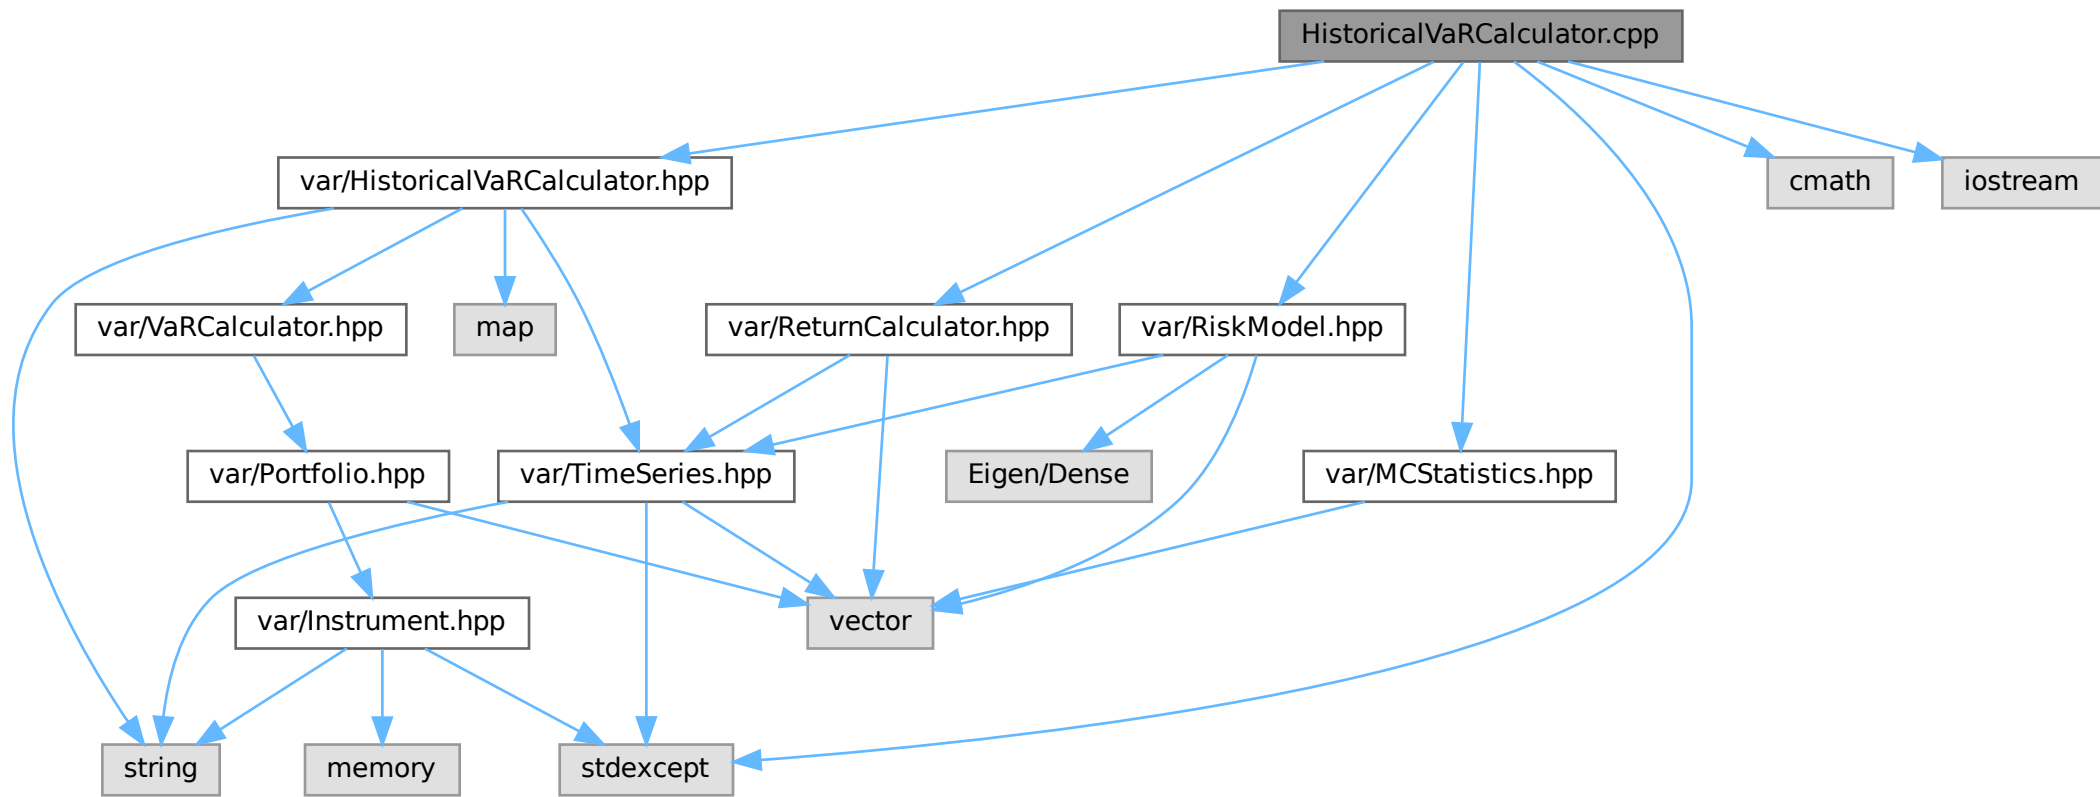 HistoricalVaRCalculator.cpp
var/HistoricalVaRCalculator.hpp
cmath
iostream
var/VaRCalculator.hpp
map
var/ReturnCalculator.hpp
var/RiskModel.hpp
var/Portfolio.hpp
var/TimeSeries.hpp
Eigen/Dense
var/MCStatistics.hpp
var/Instrument.hpp
vector
string
memory
stdexcept